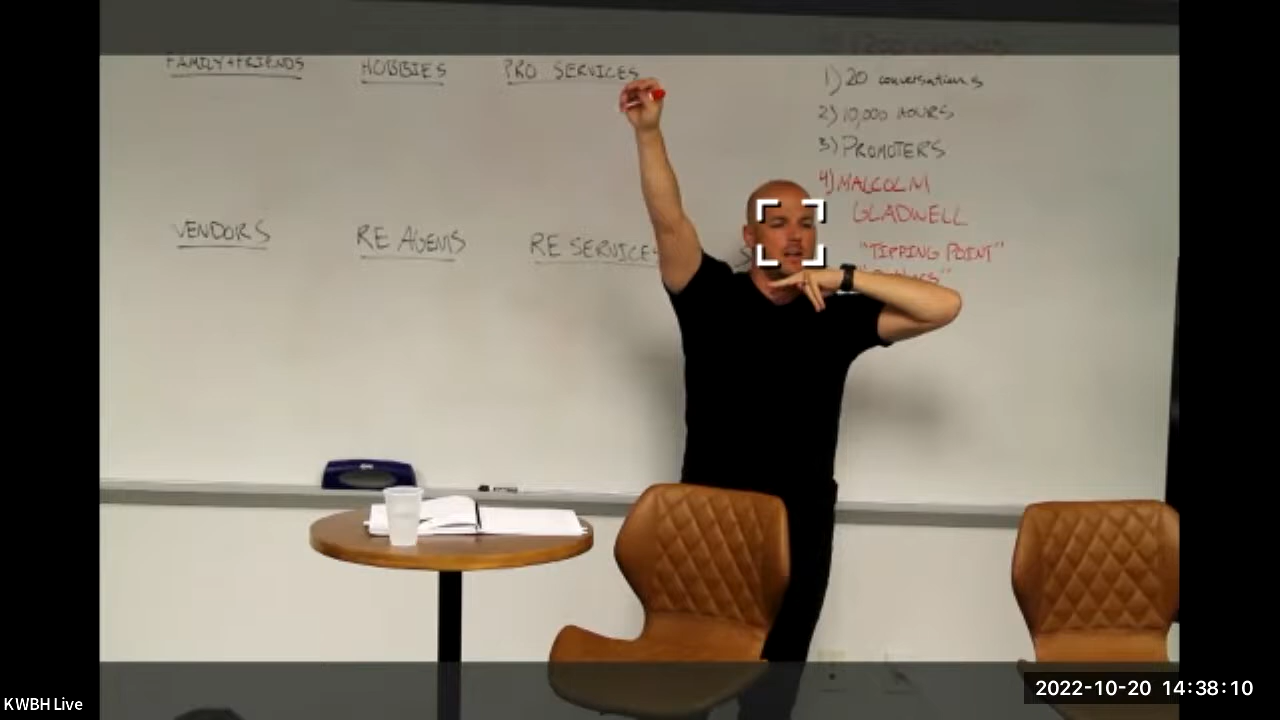 FAMILY+FRIENDS
HOBBIES
PRO SERVICES
VENDORS
RE AGENTS
RE SERVICES
1) 20 conversations
2) 10,000 HOURS
3) PROMOTERS
4) MALCOLM
GLADWELL
"TIPPING POINT"
KWBH Live
2022-10-20 14:38:10